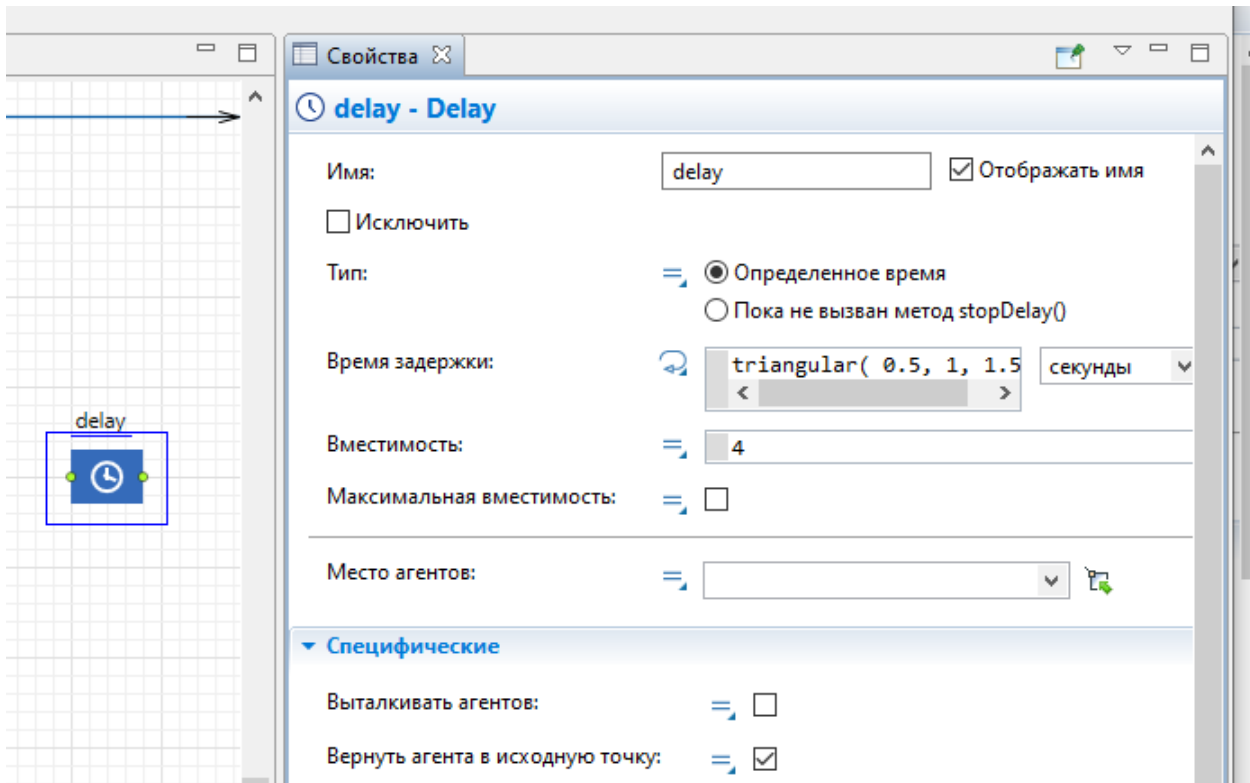 Свойства
delay - Delay
Имя: delay Отображать имя
Исключить
Тип: Определенное время
Пока не вызван метод stopDelay()
Время задержки: triangular( 0.5, 1, 1.5 секунды
delay
Вместимость: 4
Максимальная вместимость:
Место агентов:
Специфические
Выталкивать агентов:
Вернуть агента в исходную точку: